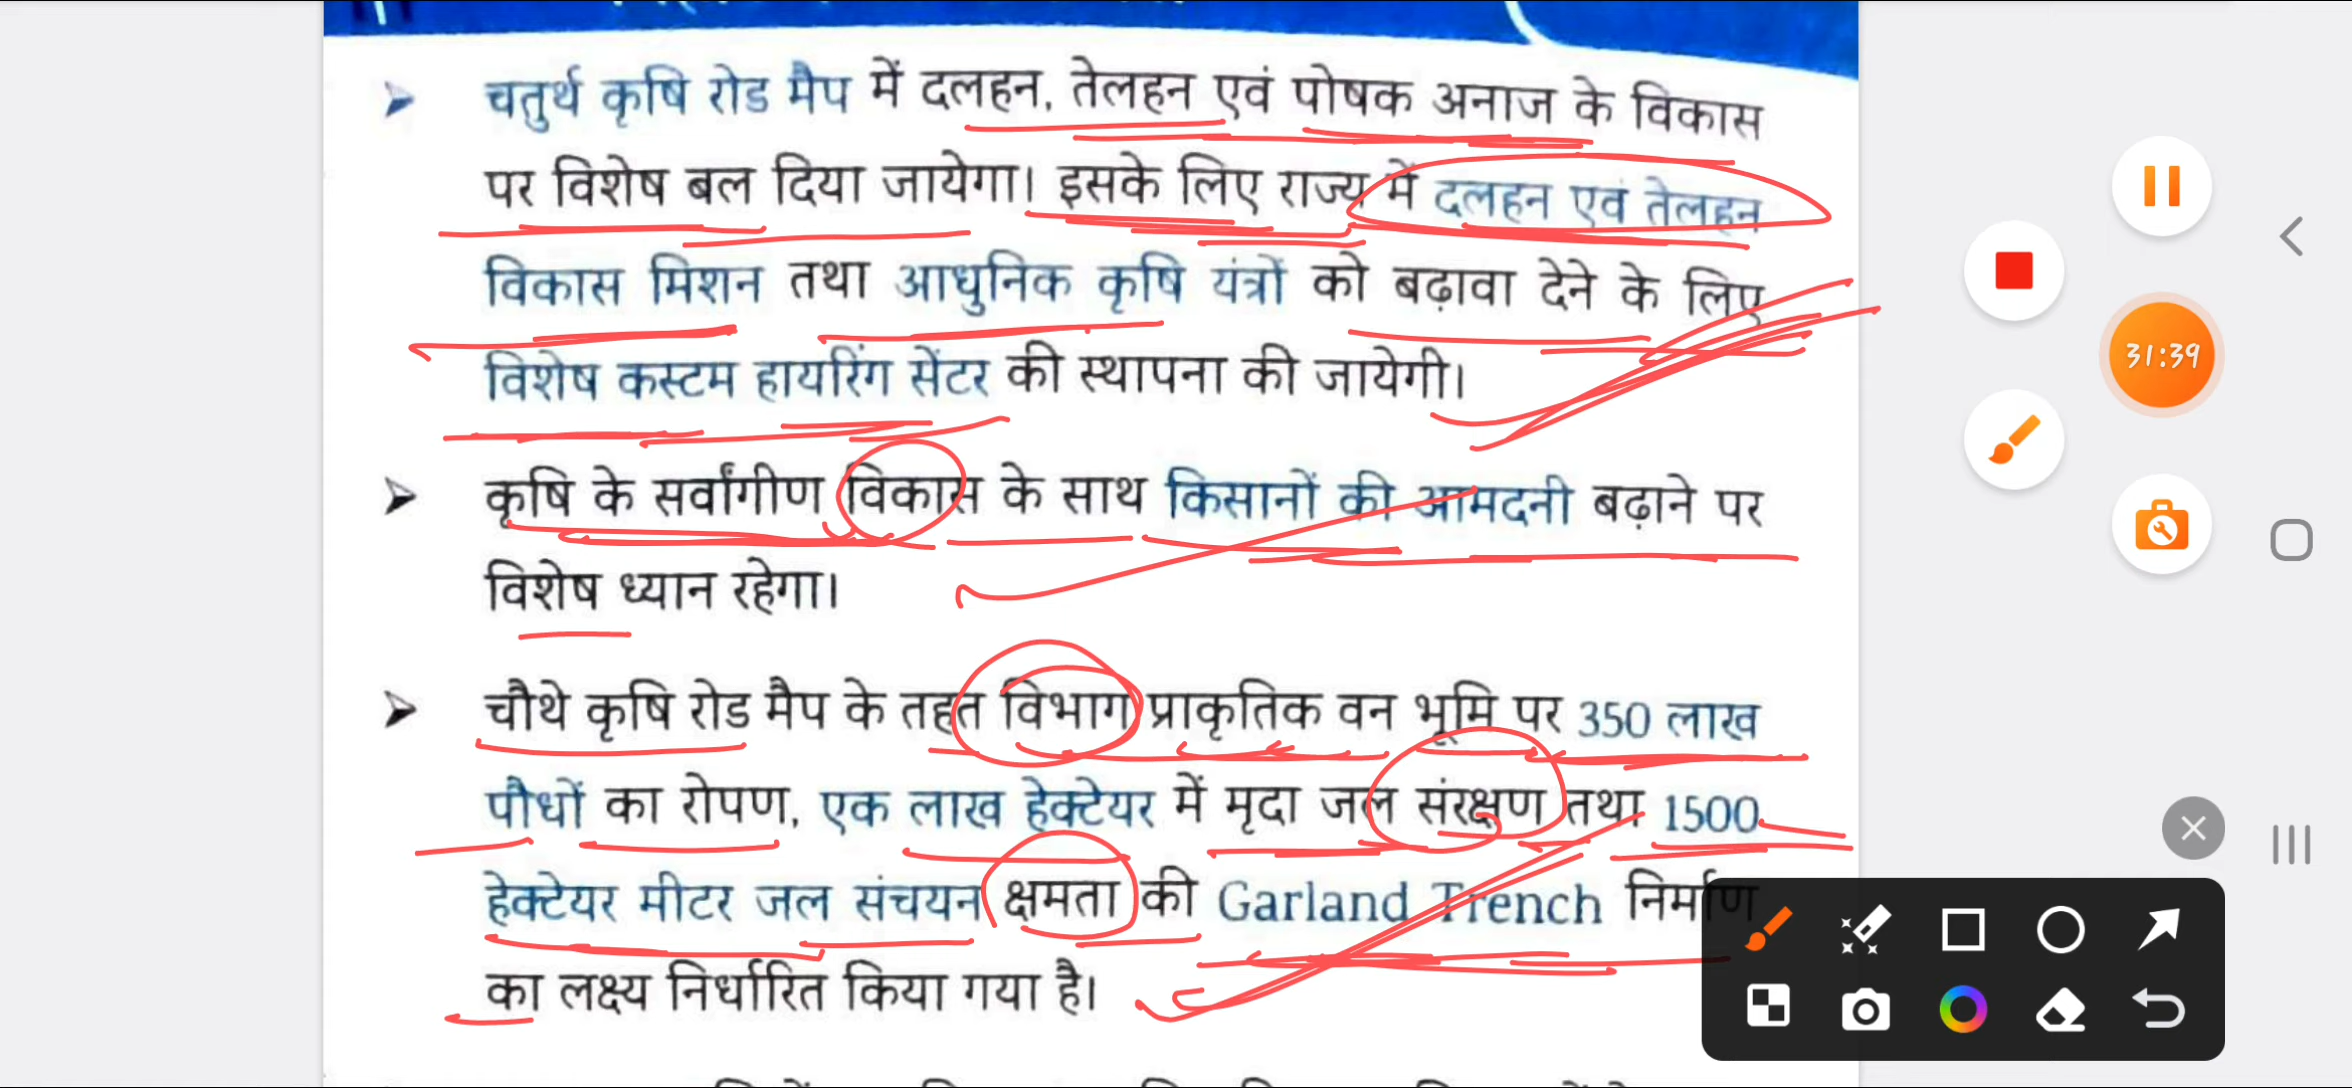 चतुर्थ कृषि रोड मैप में दलहन, तेलहन एवं पोषक अनाज के विकास
पर विशेष बल दिया जायेगा। इसके लिए राज्य में दलहन एवं तेलहन
विकास मिशन तथा आधुनिक कृषि यंत्रों को बढ़ावा देने के लिए
विशेष कस्टम हायरिंग सेंटर की स्थापना की जायेगी।
कृषि के सर्वांगीण विकास के साथ किसानों की आमदनी बढ़ाने पर
विशेष ध्यान रहेगा।
चौथे कृषि रोड मैप के तहत विभाग प्राकृतिक वन भूमि पर 350 लाख
पौधों का रोपण, एक लाख हेक्टेयर में मृदा जल संरक्षण तथा 1500
हेक्टेयर मीटर जल संचयन क्षमता की Garland Trench निर्माण
का लक्ष्य निर्धारित किया गया है।
31:39